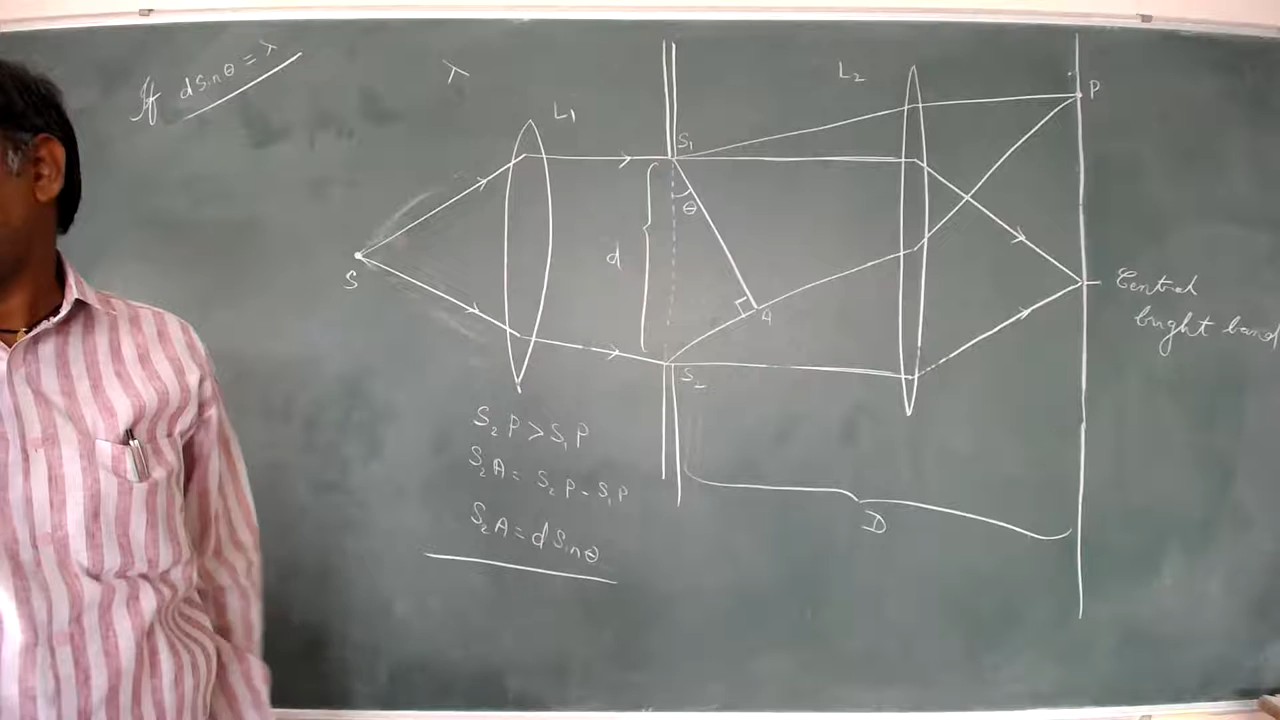 If d sinθ = λ
λ
L₁
L₂
P
S₁
θ
d
S
A
Central
bright band
S₂
S₂P > S₁P
S₂A = S₂P - S₁P
S₂A = d sinθ
D